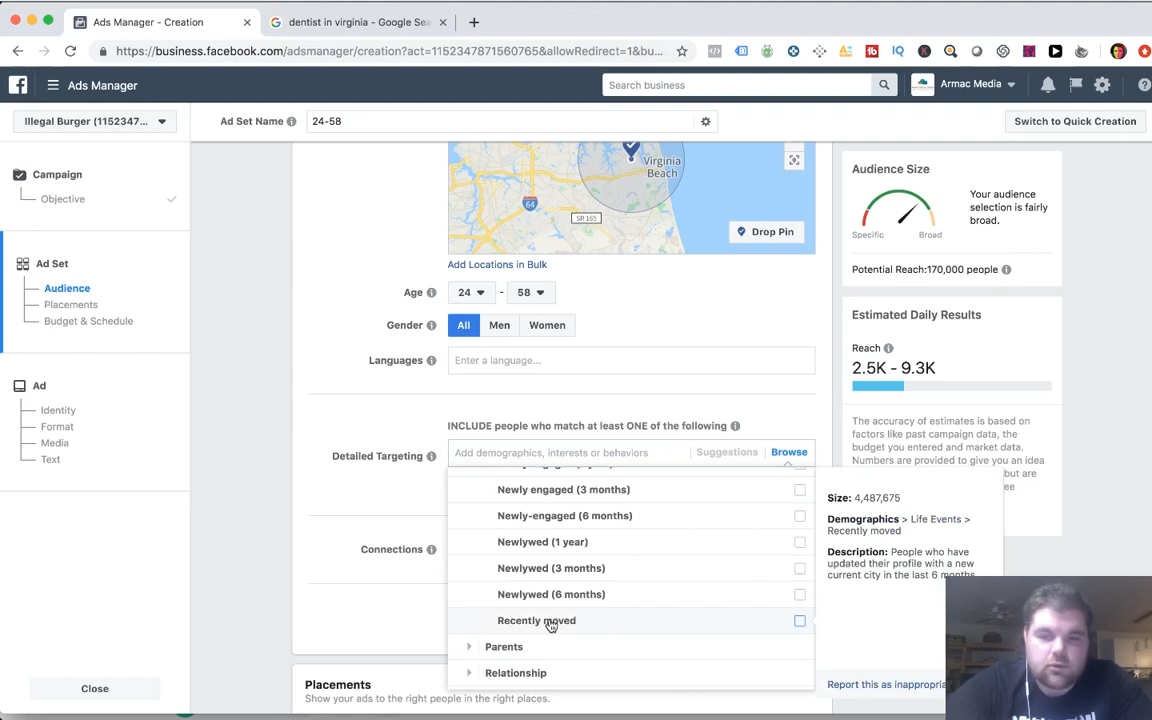 Ads Manager - Creation
dentist in virginia - Google Sea
https://business.facebook.com/adsmanager/creation?act=1152347871560765&allowRedirect=1&bu...
Ads Manager
Search business
Armac Media
Illegal Burger (1152347...
Ad Set Name
24-58
Switch to Quick Creation
Campaign
Objective
Ad Set
Audience
Placements
Budget & Schedule
Ad
Identity
Format
Media
Text
Close
Virginia
Beach
64
SR 165
Drop Pin
Add Locations in Bulk
Age
24
-
58
Gender
All
Men
Women
Languages
Enter a language...
INCLUDE people who match at least ONE of the following
Detailed Targeting
Add demographics, interests or behaviors
Suggestions
Browse
Newly engaged (3 months)
Newly-engaged (6 months)
Newlywed (1 year)
Newlywed (3 months)
Newlywed (6 months)
Recently moved
Parents
Relationship
Connections
Placements
Show your ads to the right people in the right places.
Audience Size
Your audience
selection is fairly
broad.
Specific
Broad
Potential Reach:170,000 people
Estimated Daily Results
Reach
2.5K - 9.3K
The accuracy of estimates is based on
factors like past campaign data, the
budget you entered and market data.
Numbers are provided to give you an idea
but are
Size: 4,487,675
Demographics > Life Events >
Recently moved
Description: People who have
updated their profile with a new
current city in the last 6 months
Report this as inappropria